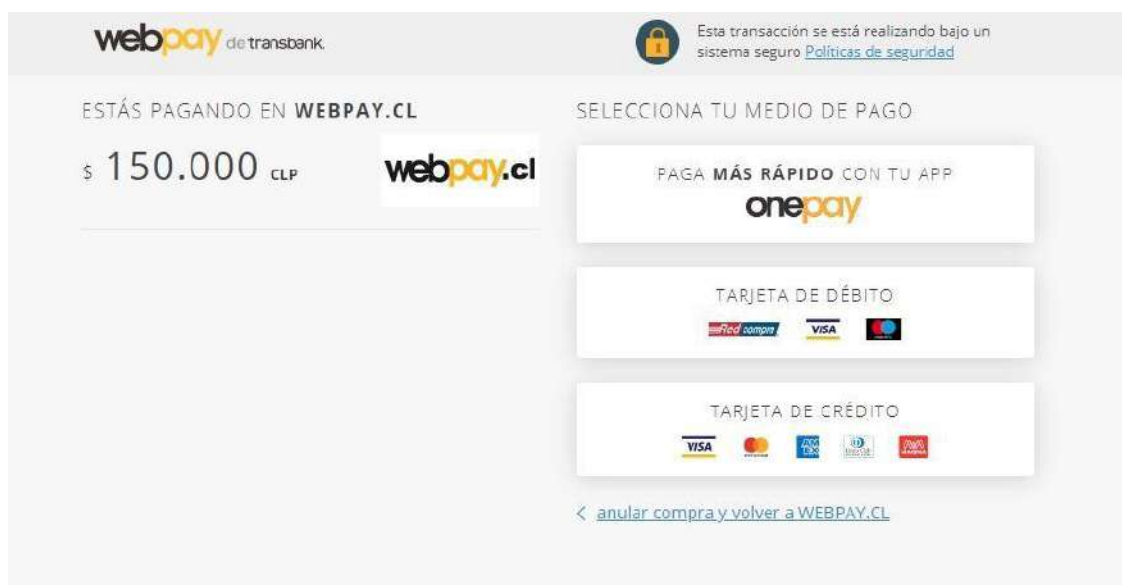 webpay de transbank.
Esta transacción se está realizando bajo un
sistema seguro Políticas de seguridad
ESTÁS PAGANDO EN WEBPAY.CL
$ 150.000 CLP
webpay.cl
SELECCIONA TU MEDIO DE PAGO
PAGA MÁS RÁPIDO CON TU APP
onepay
TARJETA DE DÉBITO
Red compra VISA
TARJETA DE CRÉDITO
VISA AMEX
< anular compra y volver a WEBPAY.CL